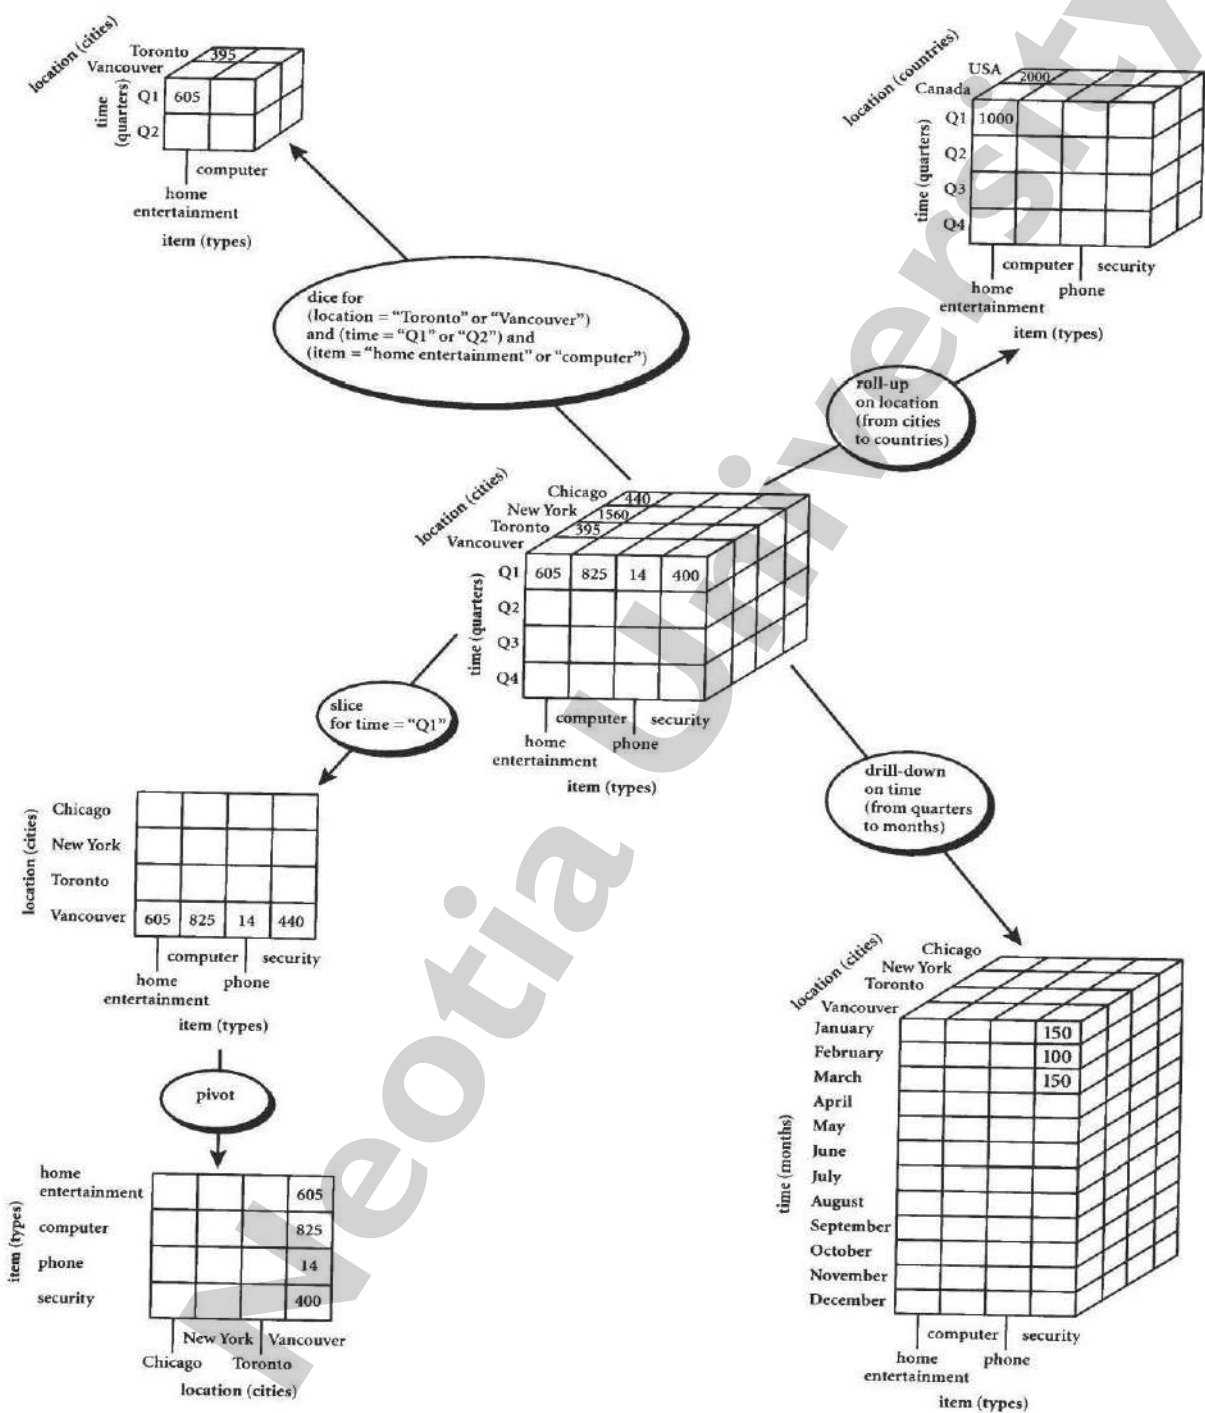 location (cities)
Toronto 395
Vancouver
time
(quarters)
Q1 605
Q2
computer
home
entertainment
item (types)
location (countries)
USA 2000
Canada
time (quarters)
Q1 1000
Q2
Q3
Q4
computer security
home phone
entertainment
item (types)
dice for
(location = “Toronto” or “Vancouver”)
and (time = “Q1” or “Q2”) and
(item = “home entertainment” or “computer”)
roll-up
on location
(from cities
to countries)
location (cities)
Chicago 440
New York 1560
Toronto 395
Vancouver
time (quarters)
Q1 605 825 14 400
Q2
Q3
Q4
computer security
home phone
entertainment
item (types)
slice
for time = “Q1”
drill-down
on time
(from quarters
to months)
location (cities)
Chicago
New York
Toronto
Vancouver 605 825 14 440
computer security
home phone
entertainment
item (types)
pivot
item (types)
home
entertainment 605
computer 825
phone 14
security 400
New York Vancouver
Chicago Toronto
location (cities)
location (cities)
Chicago
New York
Toronto
Vancouver
time (months)
January 150
February 100
March 150
April
May
June
July
August
September
October
November
December
computer security
home phone
entertainment
item (types)
Neotia University